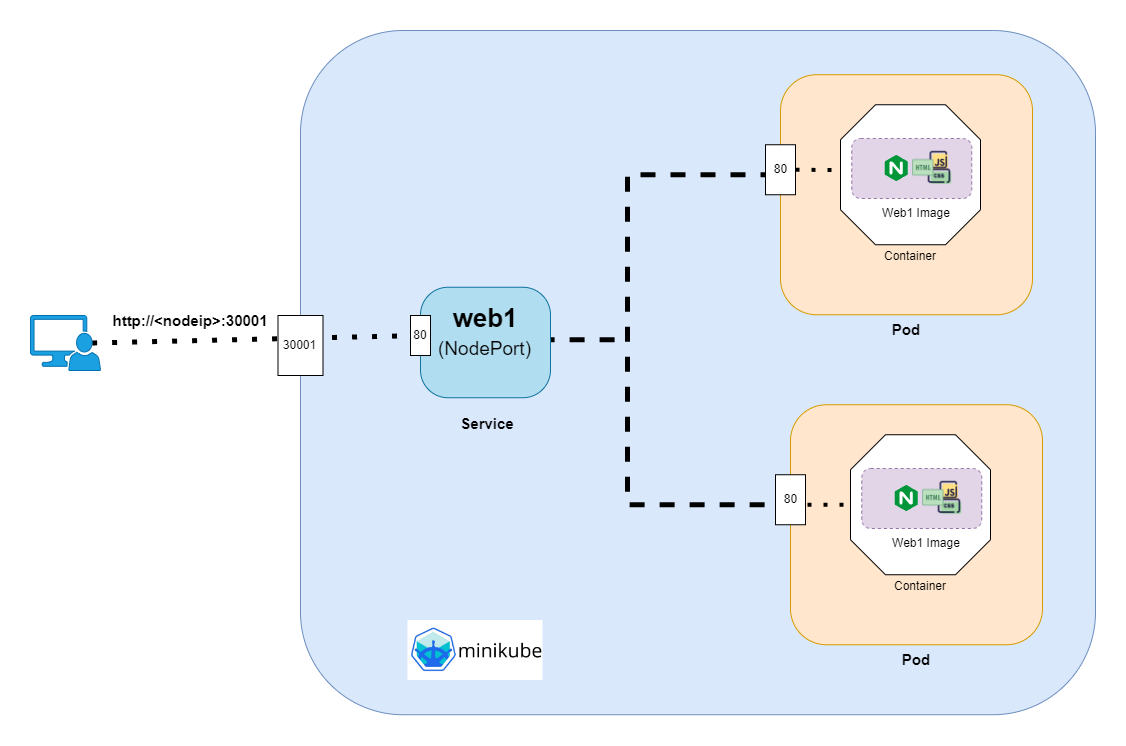 80
HTML
JS
CSS
Web1 Image
Container
Pod
http://<nodeip>:30001
30001
80
web1
(NodePort)
Service
80
HTML
JS
CSS
Web1 Image
Container
Pod
minikube